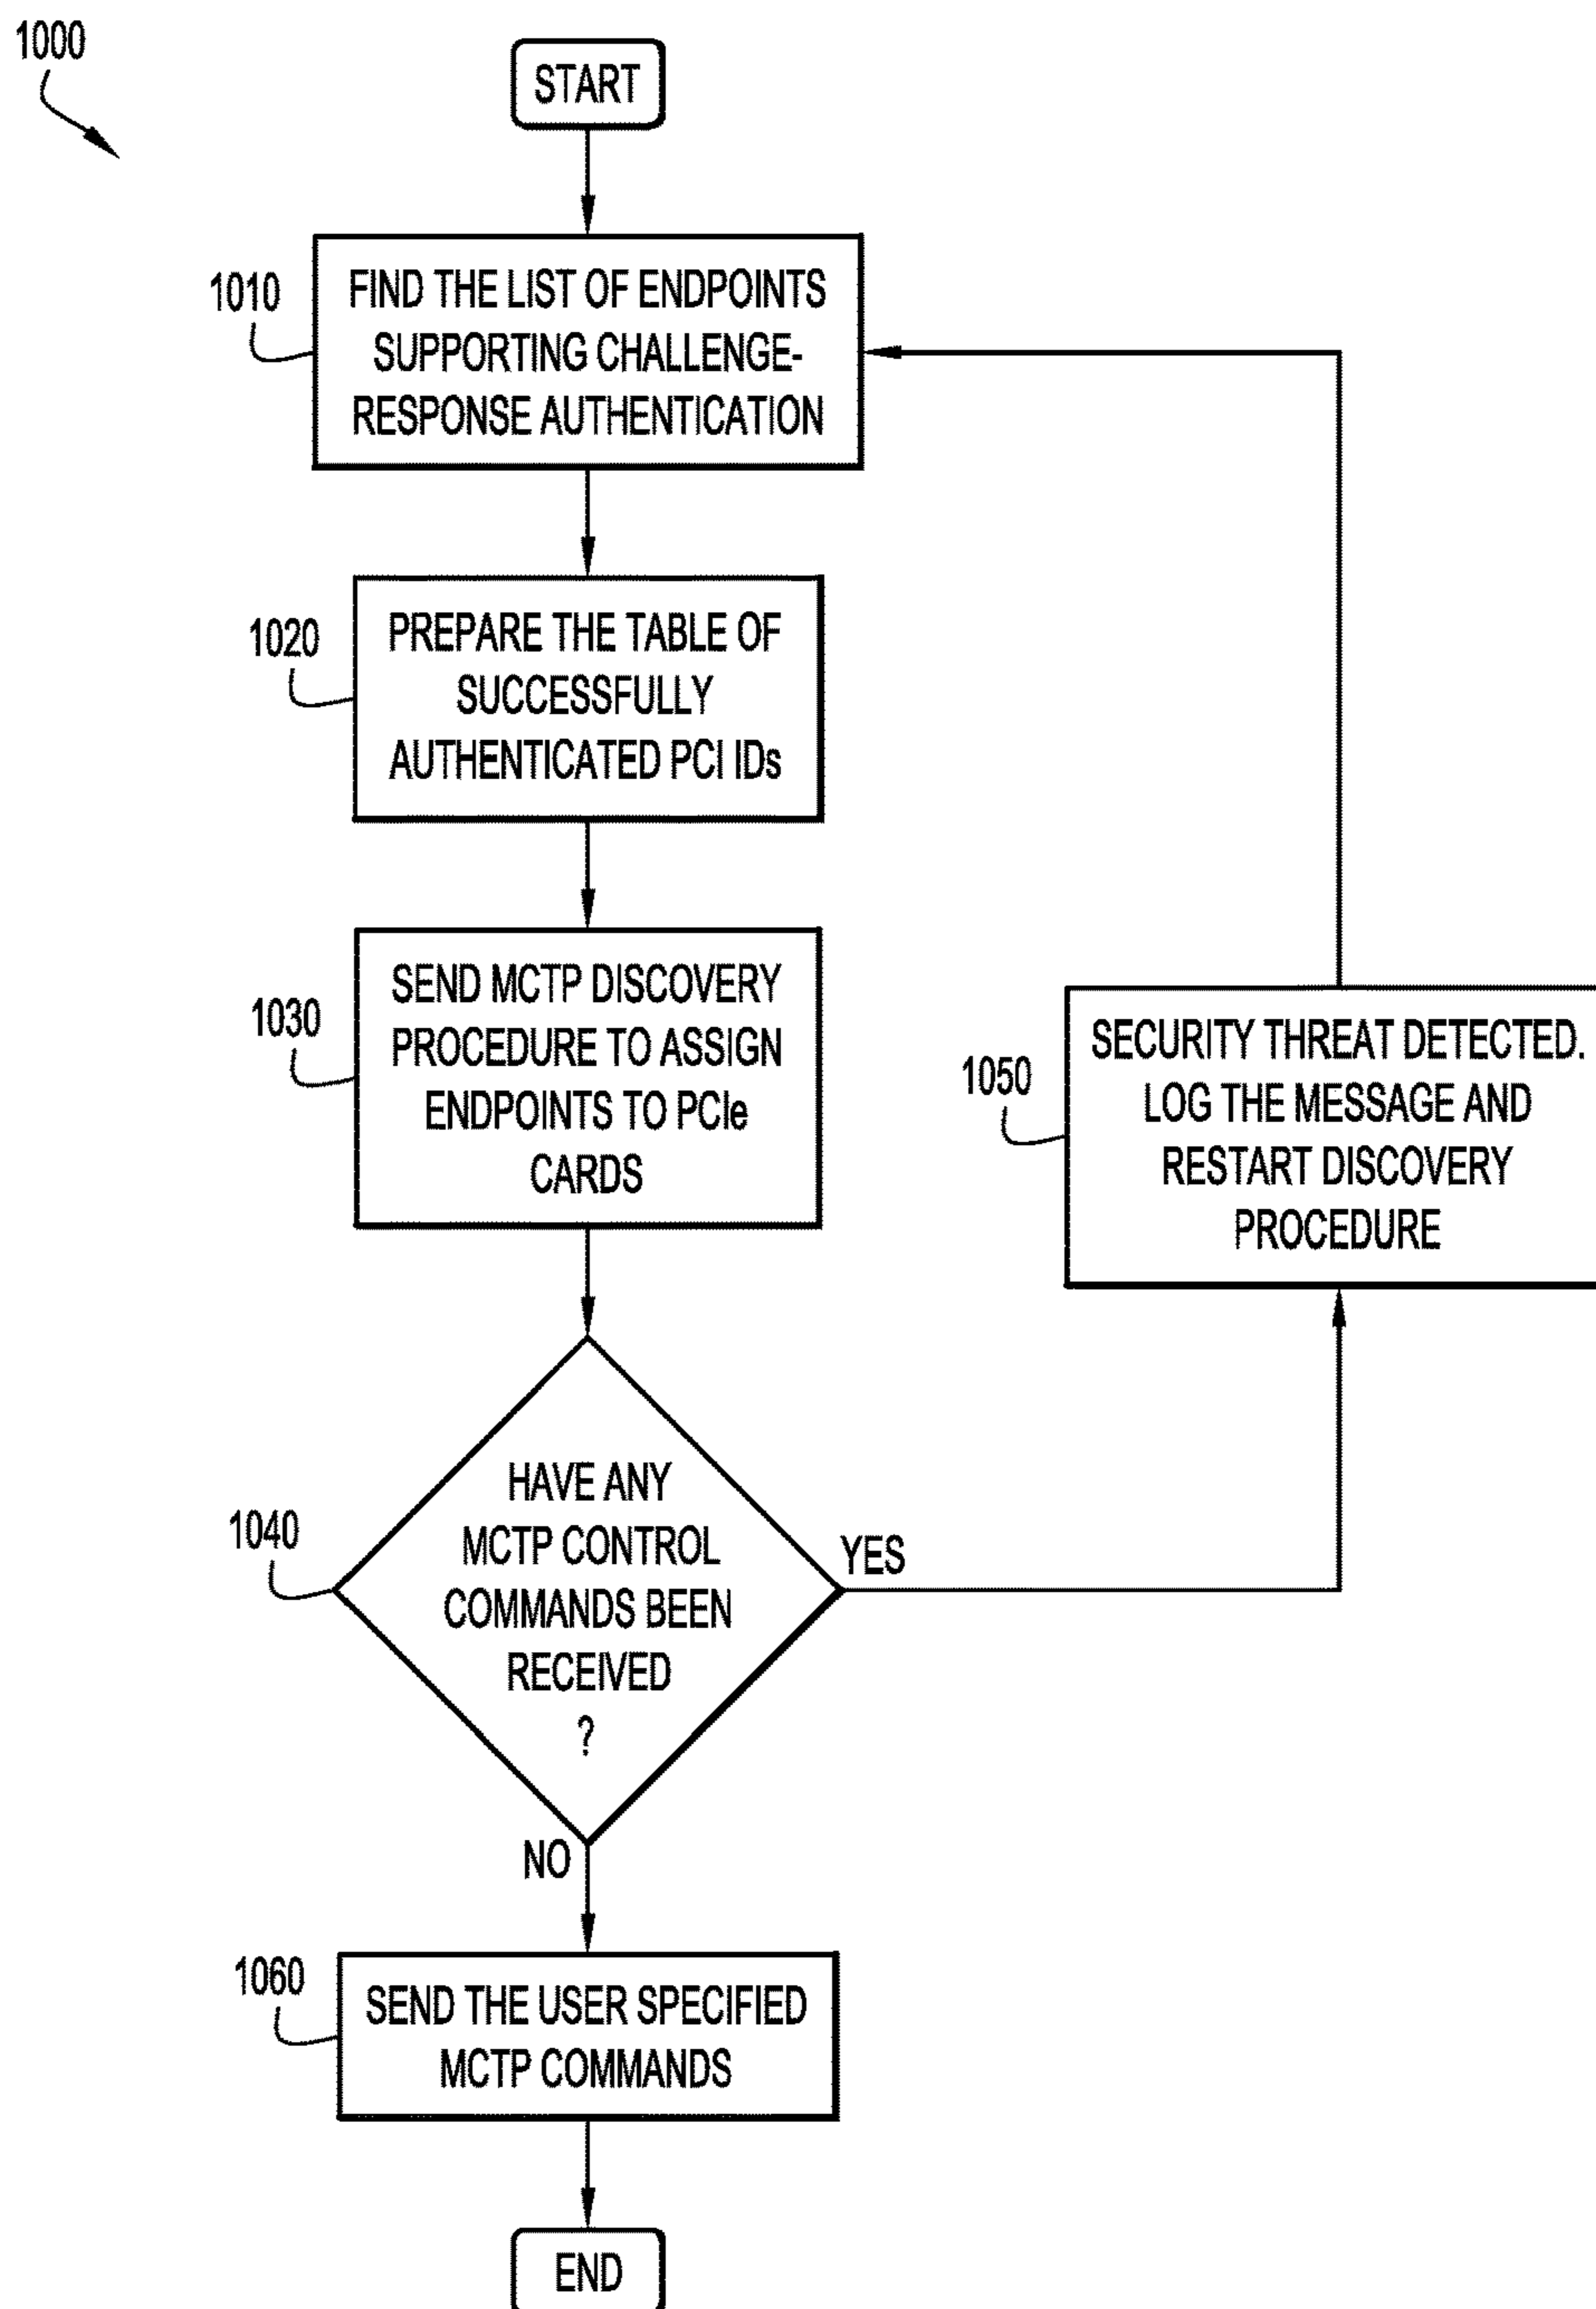 1000
START
1010
FIND THE LIST OF ENDPOINTS
SUPPORTING CHALLENGE-
RESPONSE AUTHENTICATION
1020
PREPARE THE TABLE OF
SUCCESSFULLY
AUTHENTICATED PCI IDs
1030
SEND MCTP DISCOVERY
PROCEDURE TO ASSIGN
ENDPOINTS TO PCIe
CARDS
1050
SECURITY THREAT DETECTED.
LOG THE MESSAGE AND
RESTART DISCOVERY
PROCEDURE
1040
HAVE ANY
MCTP CONTROL
COMMANDS BEEN
RECEIVED
?
YES
NO
1060
SEND THE USER SPECIFIED
MCTP COMMANDS
END